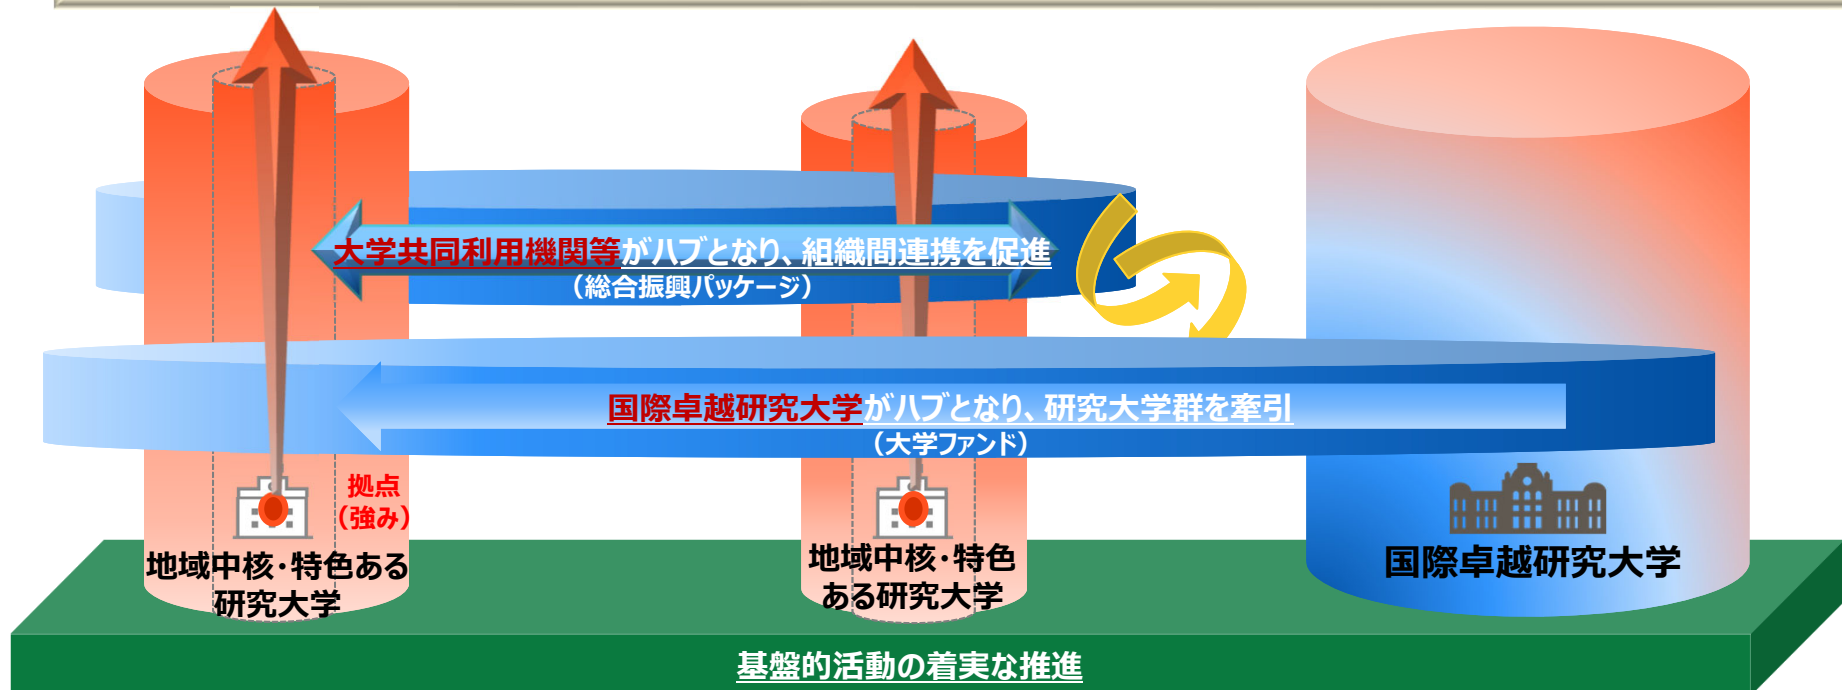 大学共同利用機関等がハブとなり、組織間連携を促進
（総合振興パッケージ）
国際卓越研究大学がハブとなり、研究大学群を牽引
（大学ファンド）
拠点
（強み）
地域中核・特色ある
研究大学
地域中核・特色
ある研究大学
国際卓越研究大学
基盤的活動の着実な推進